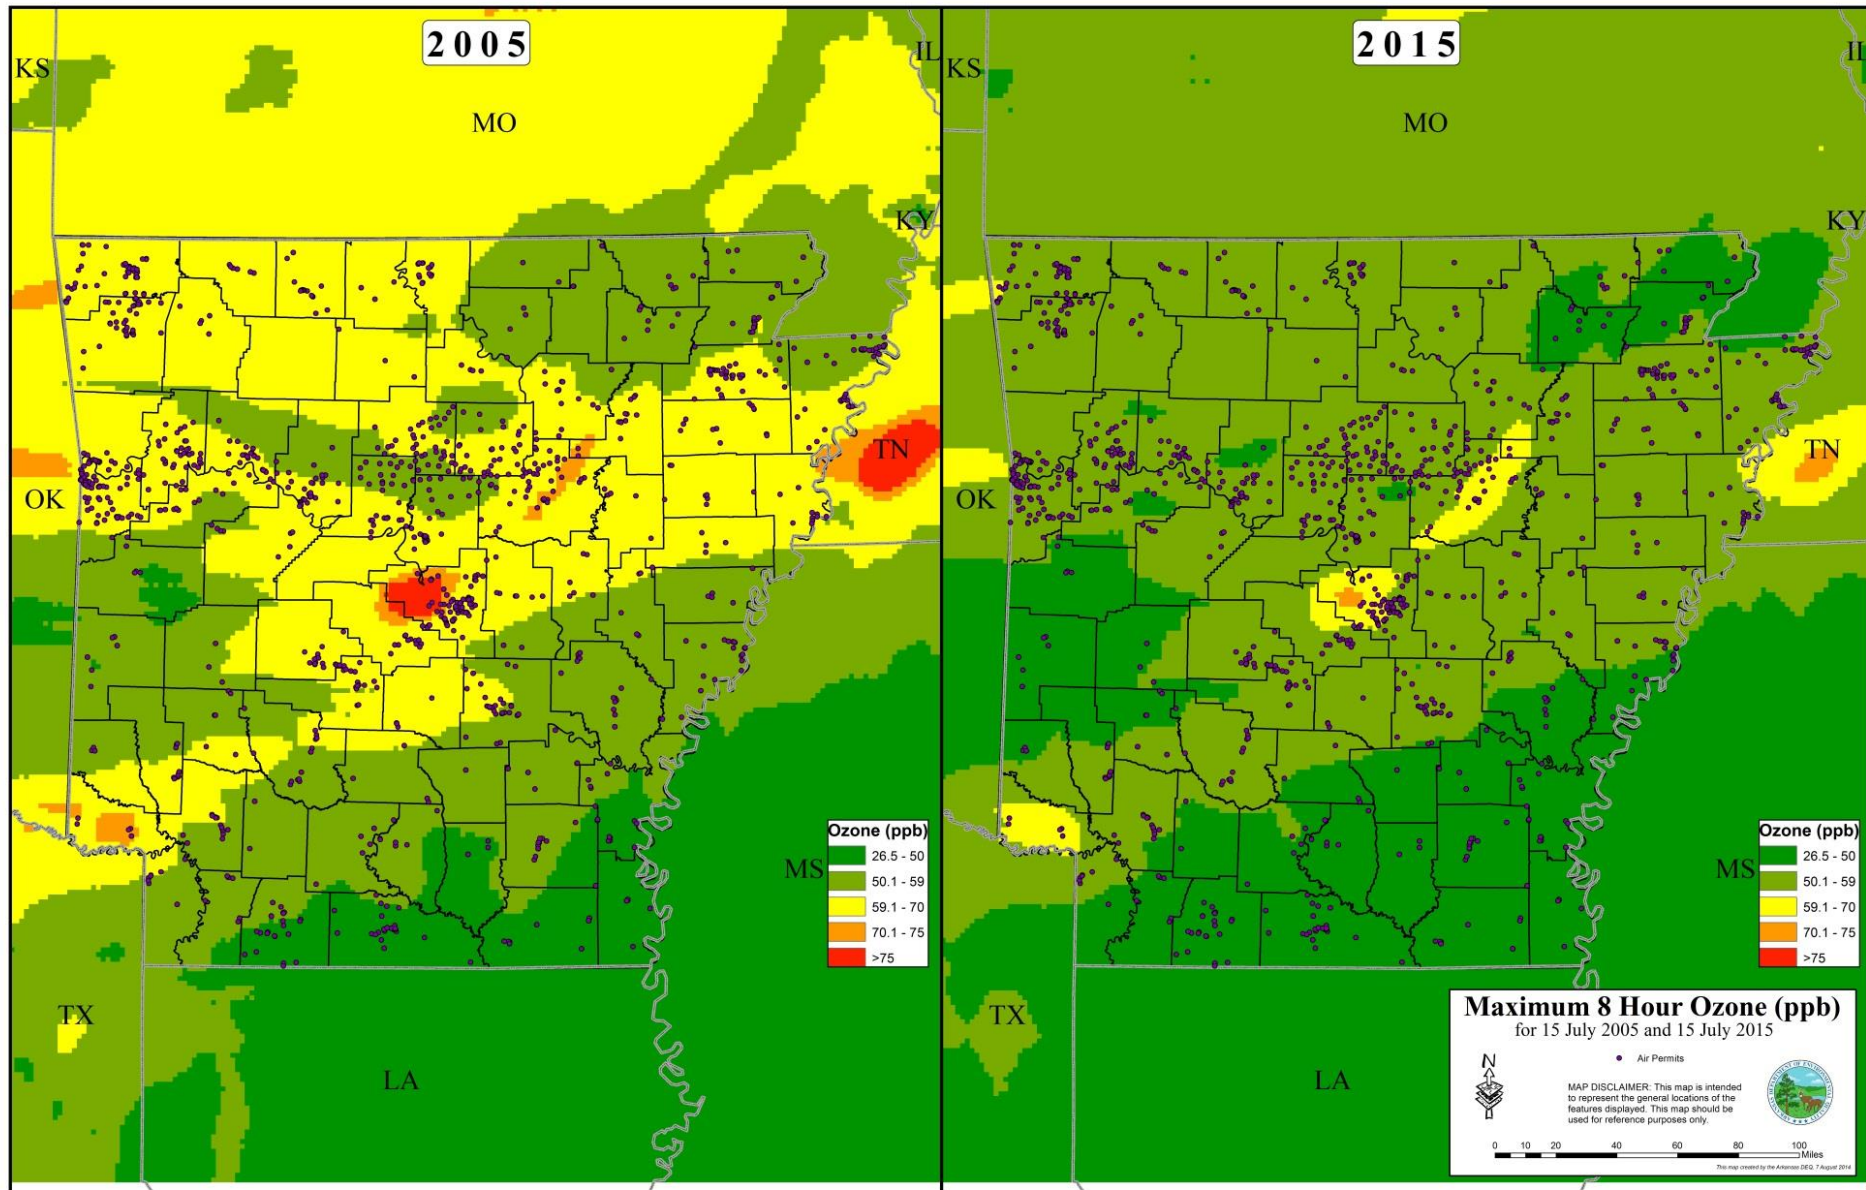 2005
KS
IL
MO
KY
TN
OK
MS
TX
LA
Ozone (ppb)
26.5 - 50
50.1 - 59
59.1 - 70
70.1 - 75
>75
2015
KS
IL
MO
KY
TN
OK
MS
TX
LA
Ozone (ppb)
26.5 - 50
50.1 - 59
59.1 - 70
70.1 - 75
>75
Maximum 8 Hour Ozone (ppb)
for 15 July 2005 and 15 July 2015
N
Air Permits
MAP DISCLAIMER: This map is intended
to represent the general locations of the
features displayed. This map should be
used for reference purposes only.
0 10 20 40 60 80 100
Miles